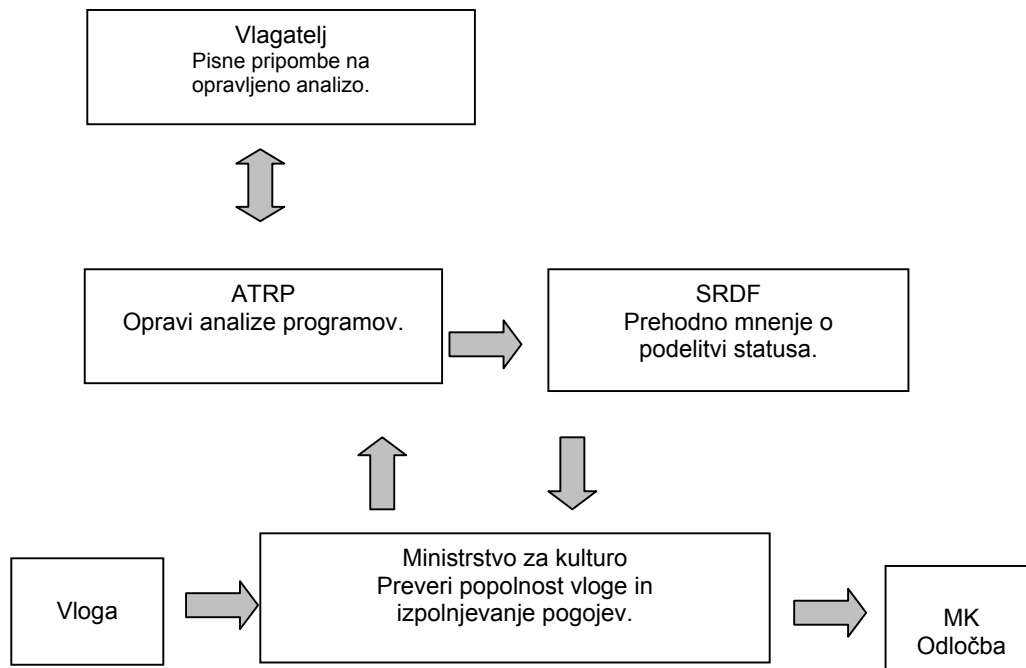 Vlagatelj
Pisne pripombe na
opravljeno analizo.
ATRP
Opravi analize programov.
SRDF
Prehodno mnenje o
podelitvi statusa.
Vloga
Ministrstvo za kulturo
Preveri popolnost vloge in
izpolnjevanje pogojev.
MK
Odločba